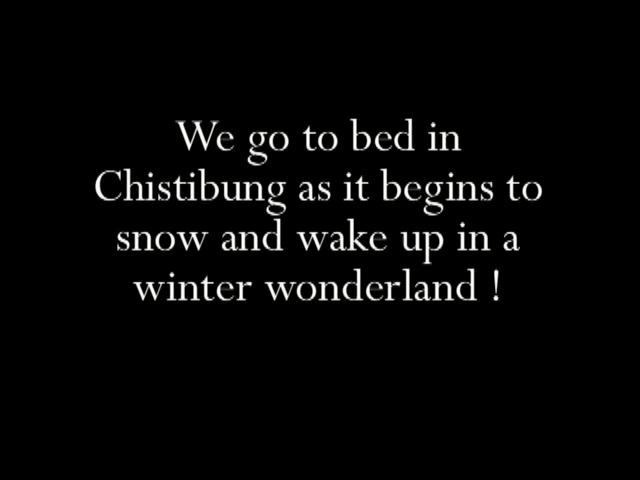 We go to bed in
Chistibung as it begins to
snow and wake up in a
winter wonderland !